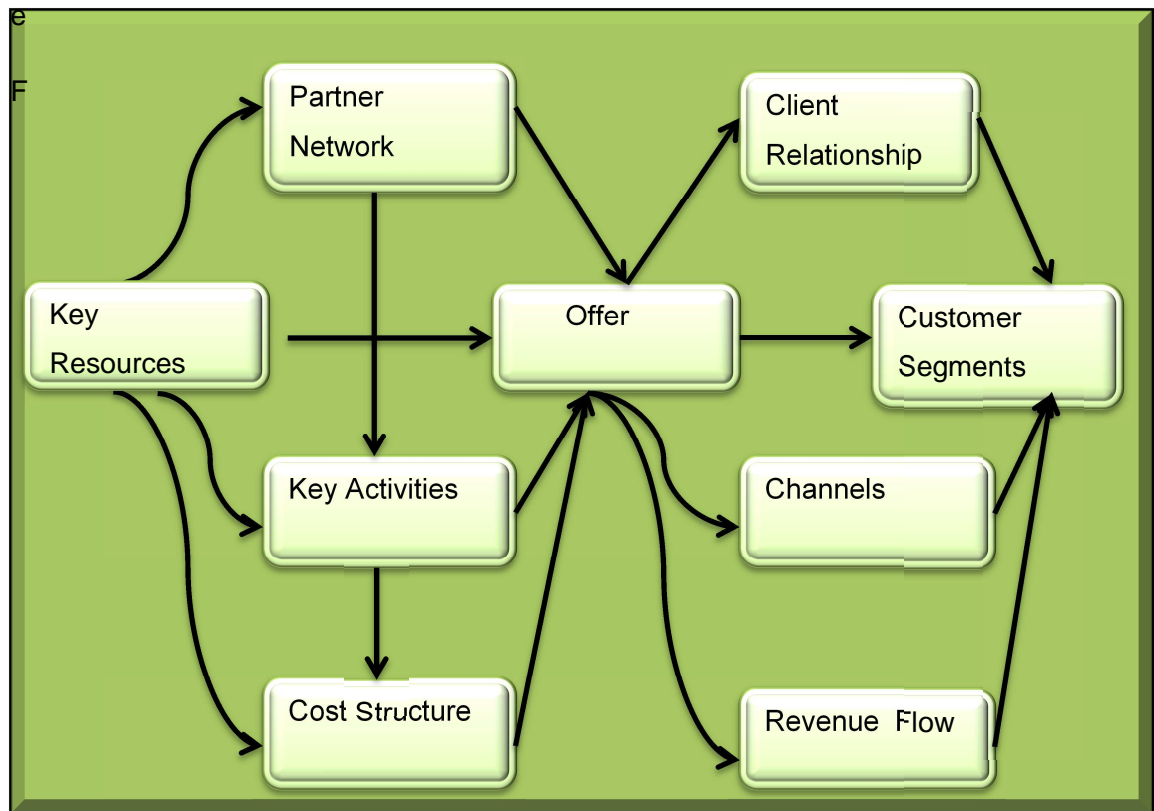 e
F
Partner
Network
Client
Relationship
Key
Resources
Offer
Customer
Segments
Key Activities
Channels
Cost Structure
Revenue Flow